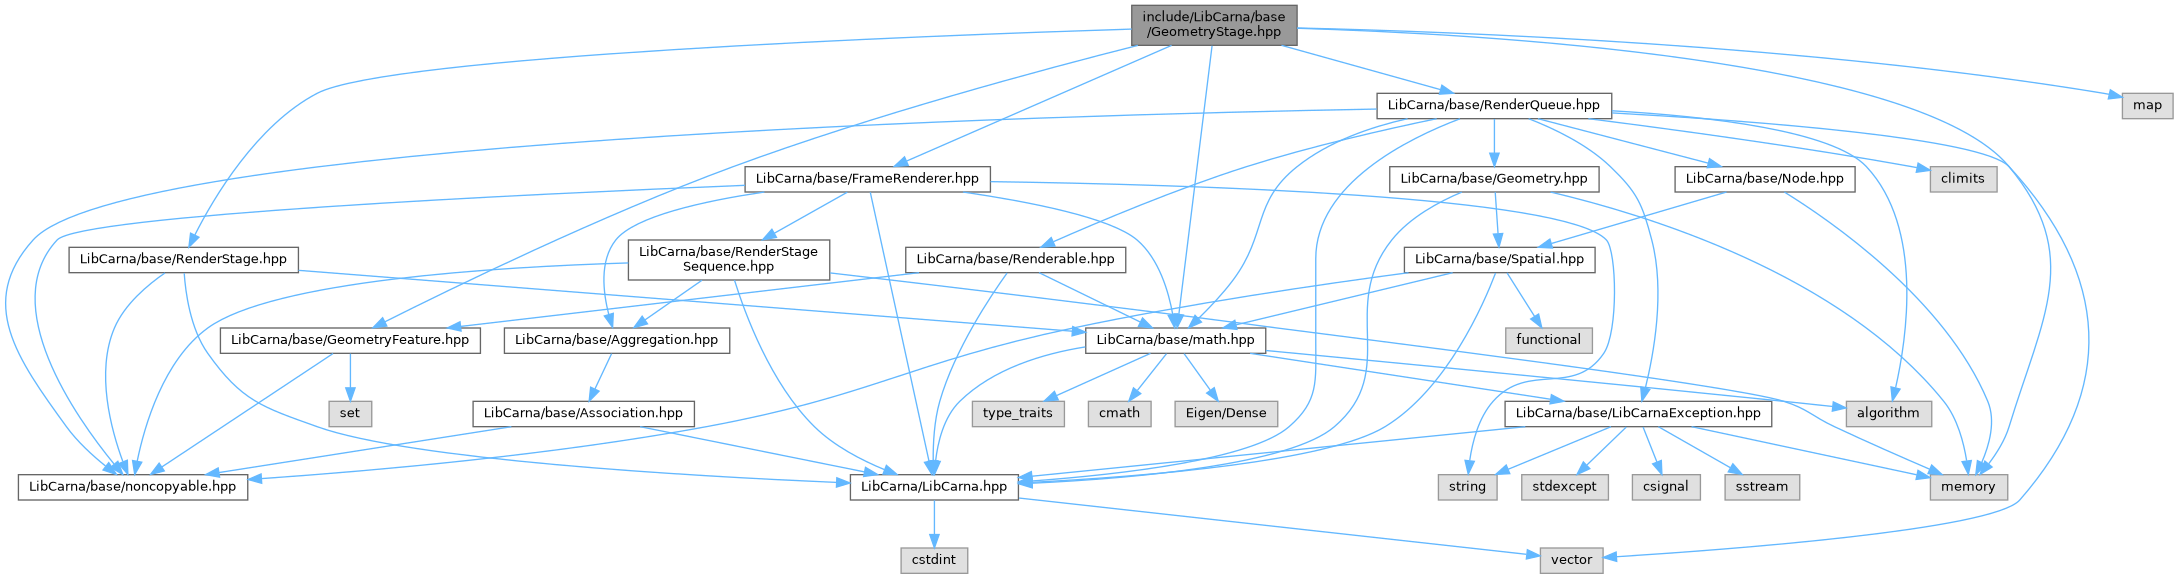 include/LibCarna/base
/GeometryStage.hpp
LibCarna/base/RenderQueue.hpp
map
LibCarna/base/FrameRenderer.hpp
LibCarna/base/Geometry.hpp
LibCarna/base/Node.hpp
climits
LibCarna/base/RenderStage.hpp
LibCarna/base/RenderStage
Sequence.hpp
LibCarna/base/Renderable.hpp
LibCarna/base/Spatial.hpp
LibCarna/base/GeometryFeature.hpp
LibCarna/base/Aggregation.hpp
LibCarna/base/math.hpp
functional
set
LibCarna/base/Association.hpp
type_traits
cmath
Eigen/Dense
LibCarna/base/LibCarnaException.hpp
algorithm
LibCarna/base/noncopyable.hpp
LibCarna/LibCarna.hpp
string
stdexcept
csignal
sstream
memory
cstdint
vector